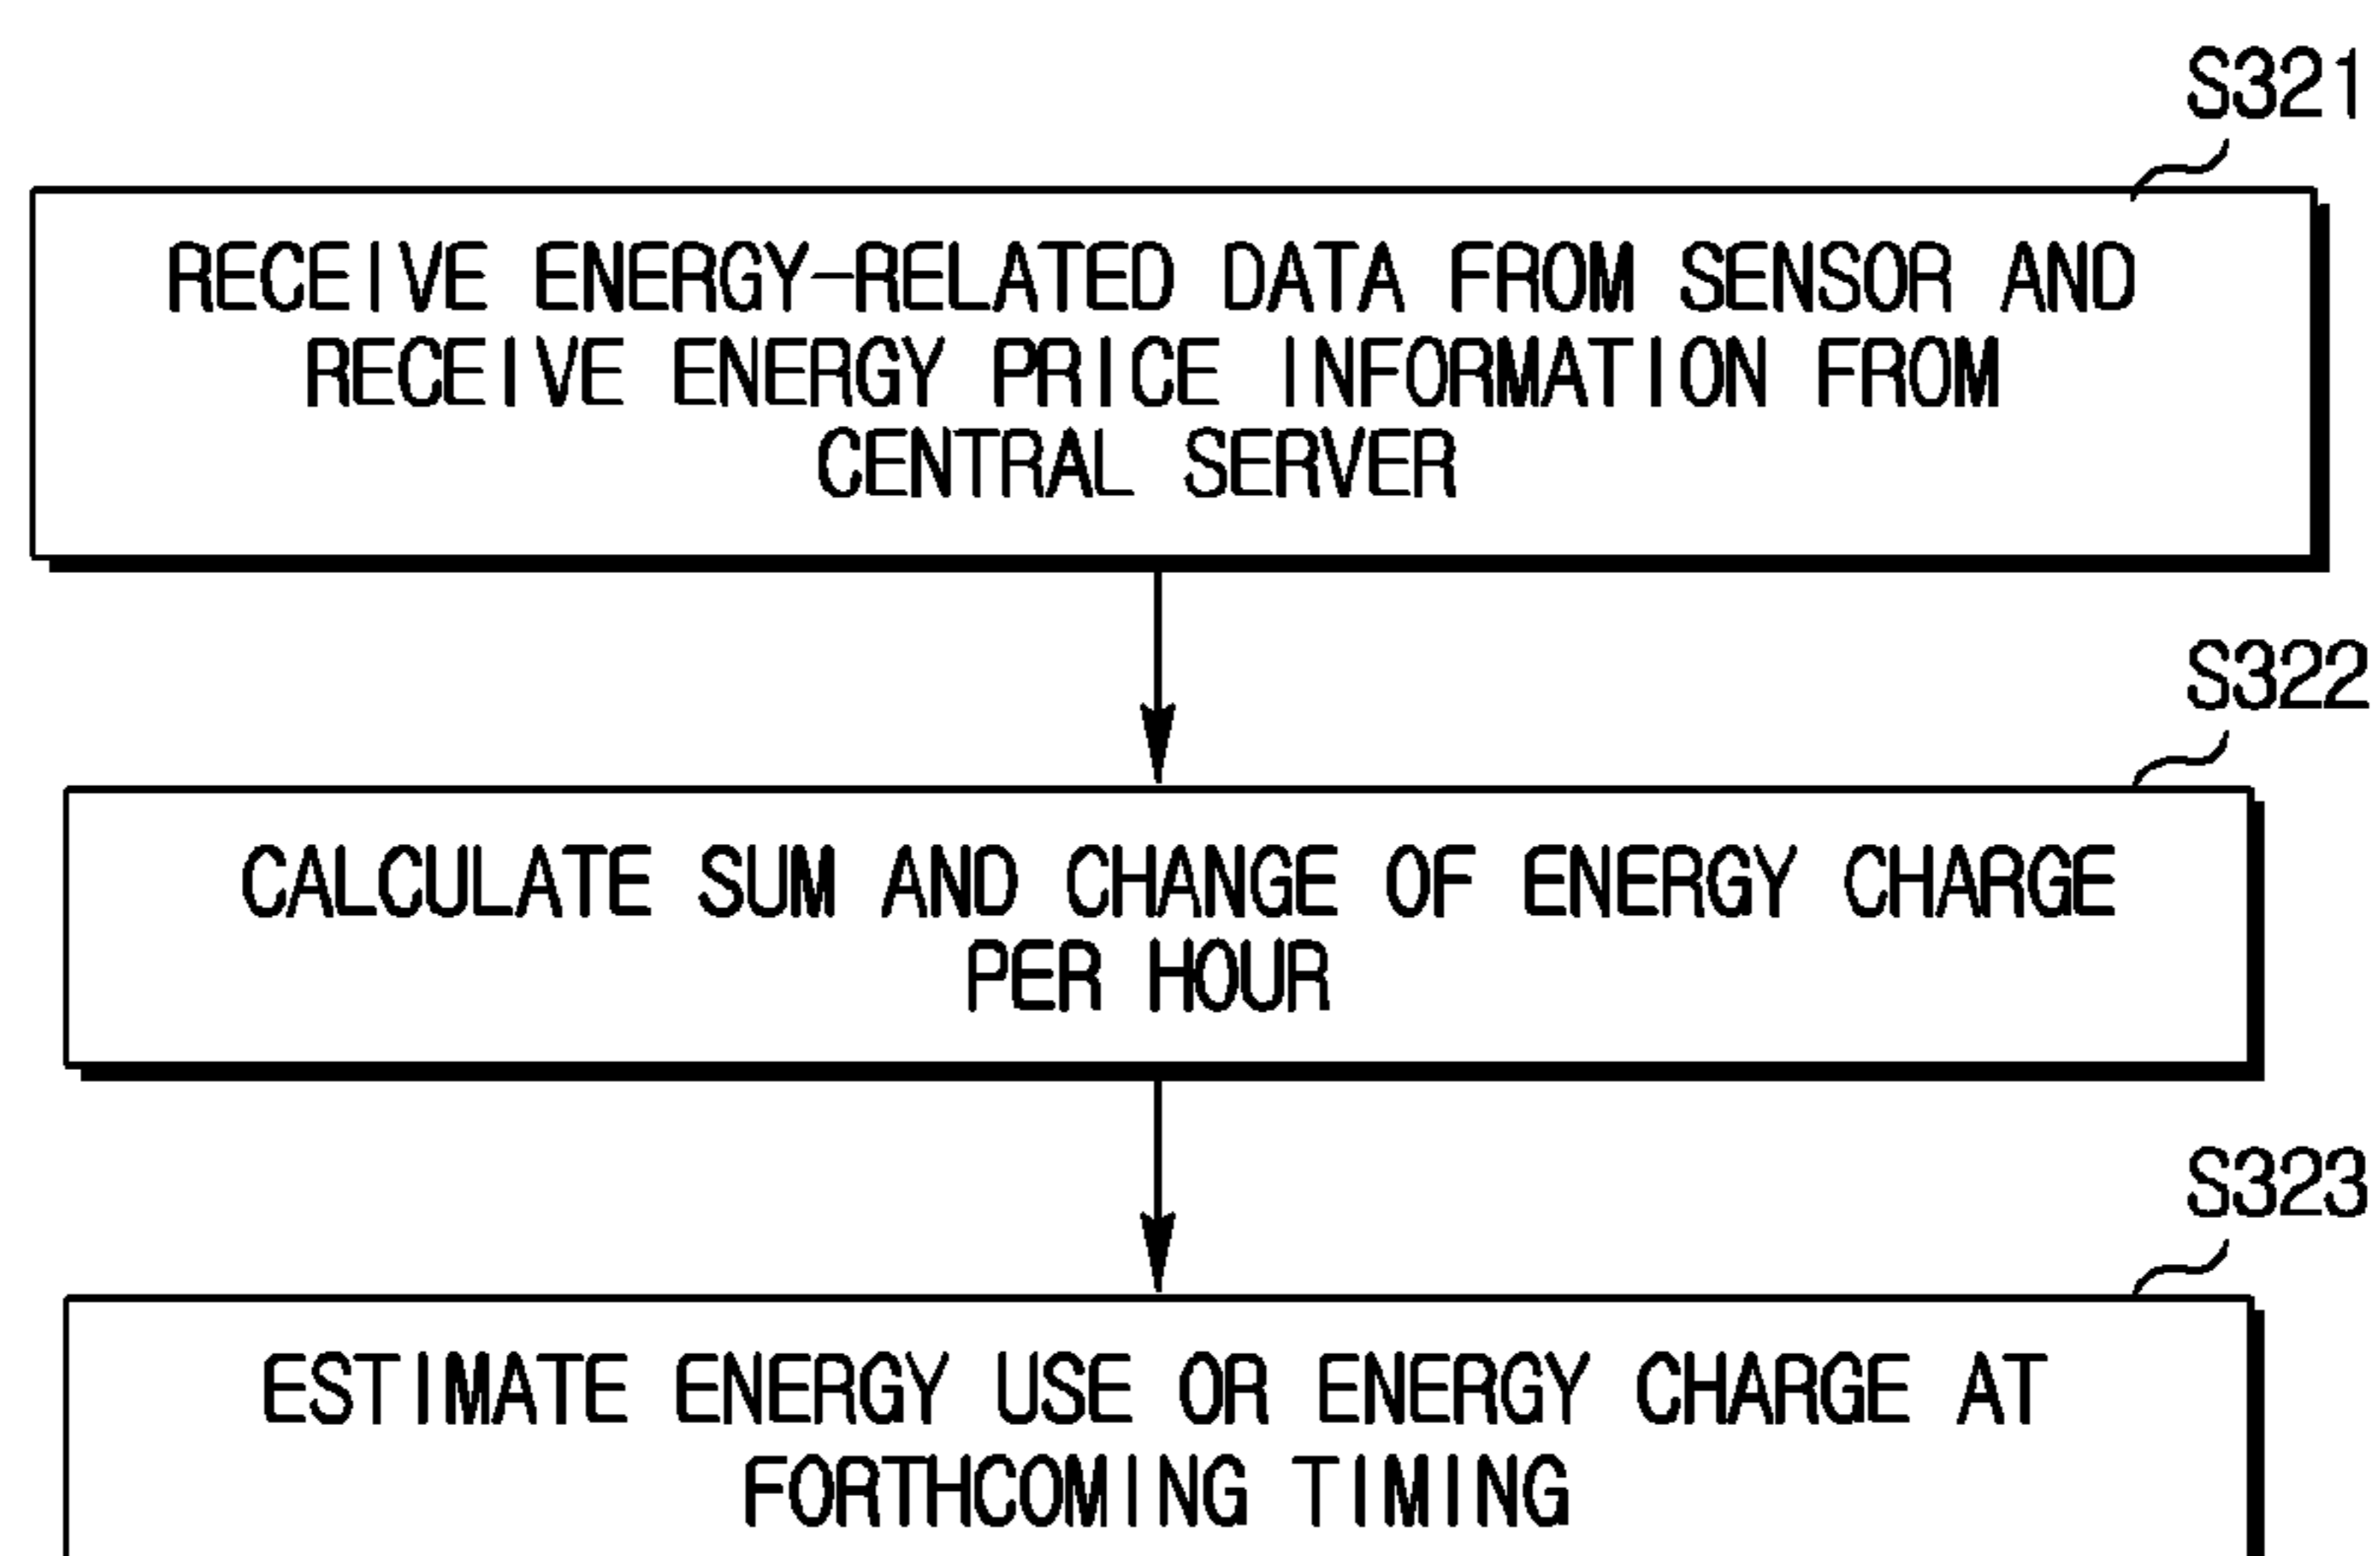 S321
RECEIVE ENERGY-RELATED DATA FROM SENSOR AND
RECEIVE ENERGY PRICE INFORMATION FROM
CENTRAL SERVER
S322
CALCULATE SUM AND CHANGE OF ENERGY CHARGE
PER HOUR
S323
ESTIMATE ENERGY USE OR ENERGY CHARGE AT
FORTHCOMING TIMING